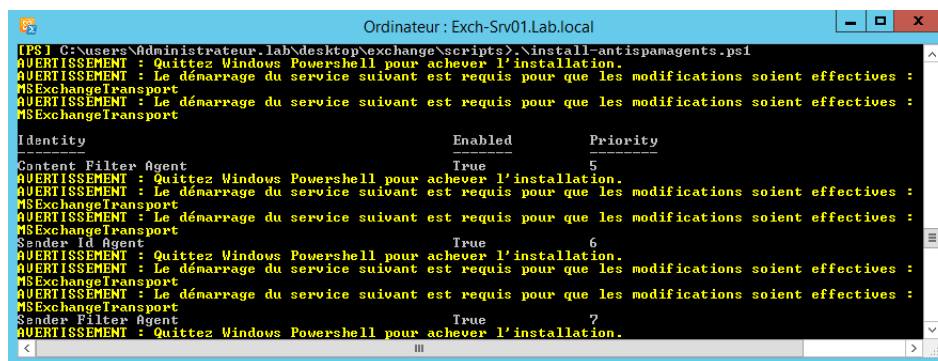 Ordinateur : Exch-Srv01.Lab.local
[PS] C:\users\Administrateur.lab\desktop\exchange\scripts>.\install-antispamagents.ps1
AVERTISSEMENT : Quittez Windows Powershell pour achever l'installation.
AVERTISSEMENT : Le démarrage du service suivant est requis pour que les modifications soient effectives :
MSExchangeTransport
AVERTISSEMENT : Le démarrage du service suivant est requis pour que les modifications soient effectives :
MSExchangeTransport
Identity Enabled Priority
-------- ------- --------
Content Filter Agent True 5
AVERTISSEMENT : Quittez Windows Powershell pour achever l'installation.
AVERTISSEMENT : Le démarrage du service suivant est requis pour que les modifications soient effectives :
MSExchangeTransport
AVERTISSEMENT : Le démarrage du service suivant est requis pour que les modifications soient effectives :
MSExchangeTransport
Sender Id Agent True 6
AVERTISSEMENT : Quittez Windows Powershell pour achever l'installation.
AVERTISSEMENT : Le démarrage du service suivant est requis pour que les modifications soient effectives :
MSExchangeTransport
AVERTISSEMENT : Le démarrage du service suivant est requis pour que les modifications soient effectives :
MSExchangeTransport
Sender Filter Agent True 7
AVERTISSEMENT : Quittez Windows Powershell pour achever l'installation.